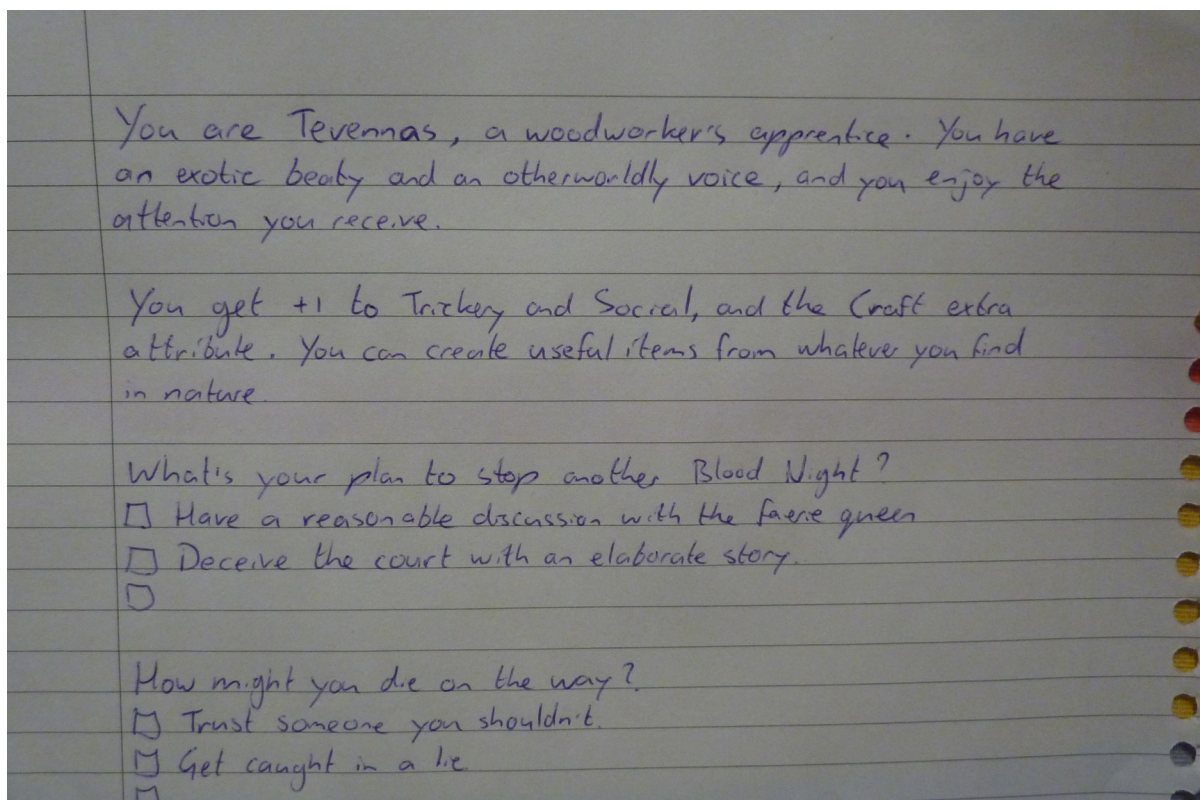 You are Tevennas, a woodworker's apprentice. You have
an exotic beaty and an otherworldly voice, and you enjoy the
attention you receive.
You get +1 to Trickery and Social, and the Craft extra
attribute. You can create useful items from whatever you find
in nature.
What's your plan to stop another Blood Night?
□ Have a reasonable discussion with the faerie queen
□ Deceive the court with an elaborate story.
□
How might you die on the way?
□ Trust someone you shouldn't.
□ Get caught in a lie
□